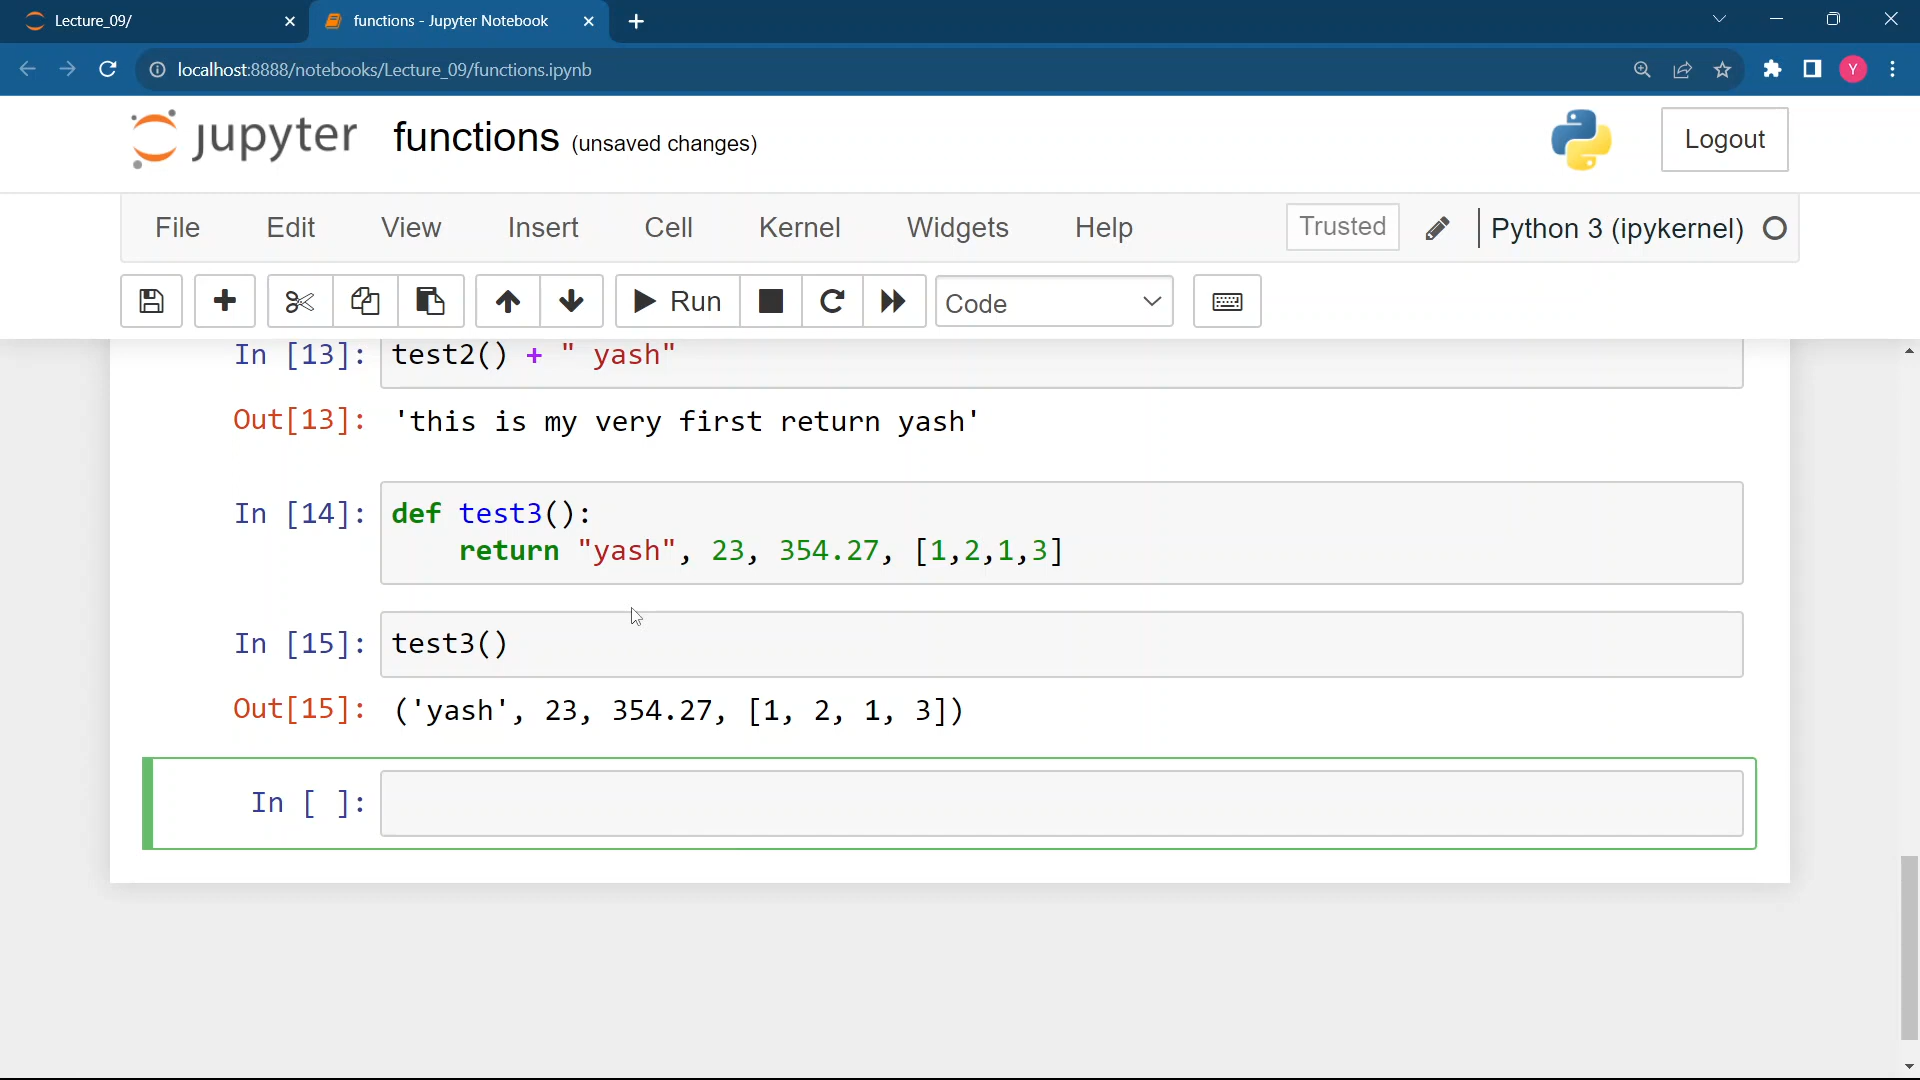 Lecture_09/
functions - Jupyter Notebook
localhost:8888/notebooks/Lecture_09/functions.ipynb
Y
jupyter functions (unsaved changes)
Logout
File Edit View Insert Cell Kernel Widgets Help Trusted Python 3 (ipykernel)
Run Code
In [13]: test2() + " yash"
Out[13]: 'this is my very first return yash'
In [14]: def test3():
return "yash", 23, 354.27, [1,2,1,3]
In [15]: test3()
Out[15]: ('yash', 23, 354.27, [1, 2, 1, 3])
In [ ]: